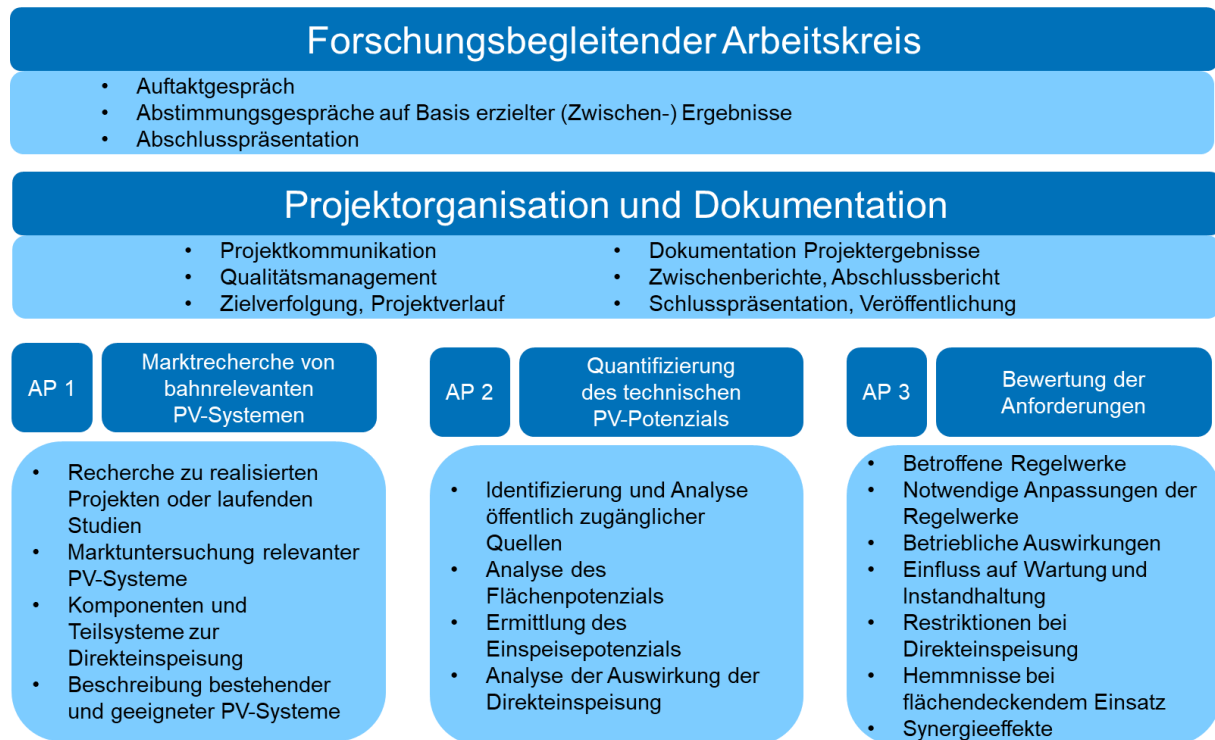 Forschungsbegleitender Arbeitskreis
• Auftaktgespräch
• Abstimmungsgespräche auf Basis erzielter (Zwischen-) Ergebnisse
• Abschlusspräsentation
Projektorganisation und Dokumentation
• Projektkommunikation
• Qualitätsmanagement
• Zielverfolgung, Projektverlauf
• Dokumentation Projektergebnisse
• Zwischenberichte, Abschlussbericht
• Schlusspräsentation, Veröffentlichung
AP 1
Marktrecherche von
bahnrelevanten
PV-Systemen
• Recherche zu realisierten
Projekten oder laufenden
Studien
• Marktuntersuchung relevanter
PV-Systeme
• Komponenten und
Teilsysteme zur
Direkteinspeisung
• Beschreibung bestehender
und geeigneter PV-Systeme
AP 2
Quantifizierung
des technischen
PV-Potenzials
• Identifizierung und Analyse
öffentlich zugänglicher
Quellen
• Analyse des
Flächenpotenzials
• Ermittlung des
Einspeisepotenzials
• Analyse der Auswirkung der
Direkteinspeisung
AP 3
Bewertung der
Anforderungen
• Betroffene Regelwerke
• Notwendige Anpassungen der
Regelwerke
• Betriebliche Auswirkungen
• Einfluss auf Wartung und
Instandhaltung
• Restriktionen bei
Direkteinspeisung
• Hemmnisse bei
flächendeckendem Einsatz
• Synergieeffekte